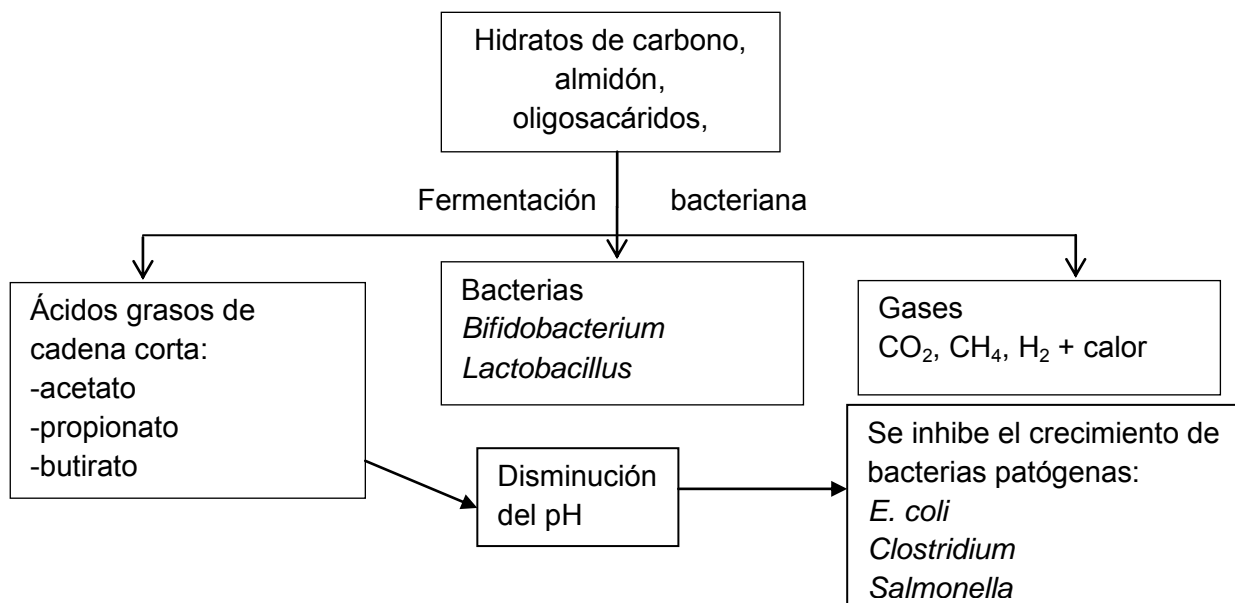 Hidratos de carbono,
almidón,
oligosacáridos,
Fermentación bacteriana
Ácidos grasos de
cadena corta:
-acetato
-propionato
-butirato
Bacterias
Bifidobacterium
Lactobacillus
Gases
CO₂, CH₄, H₂ + calor
Disminución
del pH
Se inhibe el crecimiento de
bacterias patógenas:
E. coli
Clostridium
Salmonella